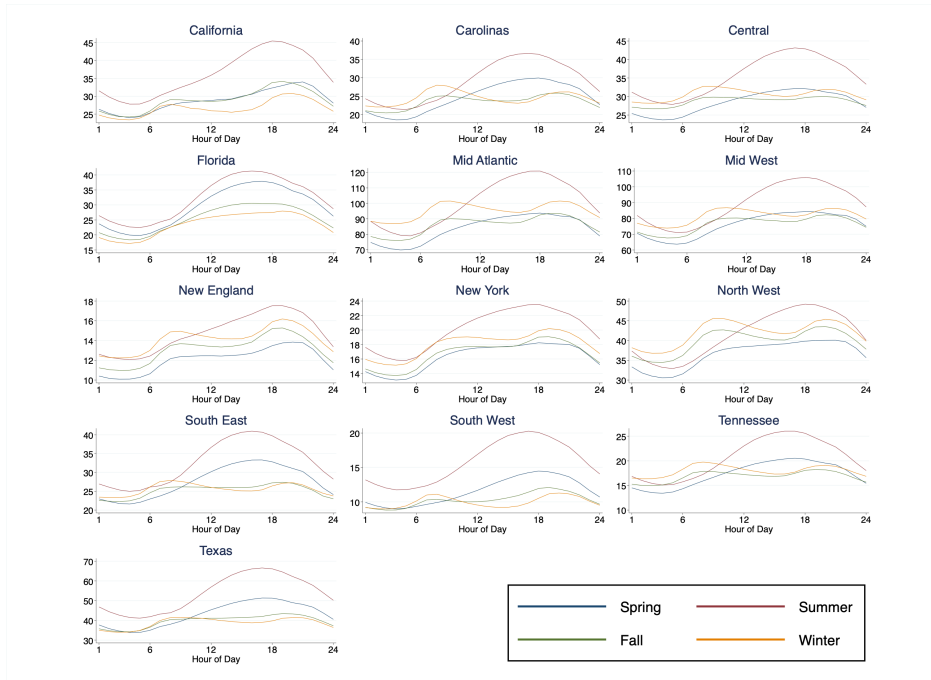 California
45
40
35
30
25
1 6 12 18 24
Hour of Day
Carolinas
40
35
30
25
20
1 6 12 18 24
Hour of Day
Central
45
40
35
30
25
1 6 12 18 24
Hour of Day
Florida
40
35
30
25
20
15
1 6 12 18 24
Hour of Day
Mid Atlantic
120
110
100
90
80
70
1 6 12 18 24
Hour of Day
Mid West
110
100
90
80
70
60
1 6 12 18 24
Hour of Day
New England
18
16
14
12
10
1 6 12 18 24
Hour of Day
New York
24
22
20
18
16
14
1 6 12 18 24
Hour of Day
North West
50
45
40
35
30
1 6 12 18 24
Hour of Day
South East
40
35
30
25
20
1 6 12 18 24
Hour of Day
South West
20
15
10
1 6 12 18 24
Hour of Day
Tennessee
25
20
15
10
1 6 12 18 24
Hour of Day
Texas
70
60
50
40
30
1 6 12 18 24
Hour of Day
Spring Summer
Fall Winter